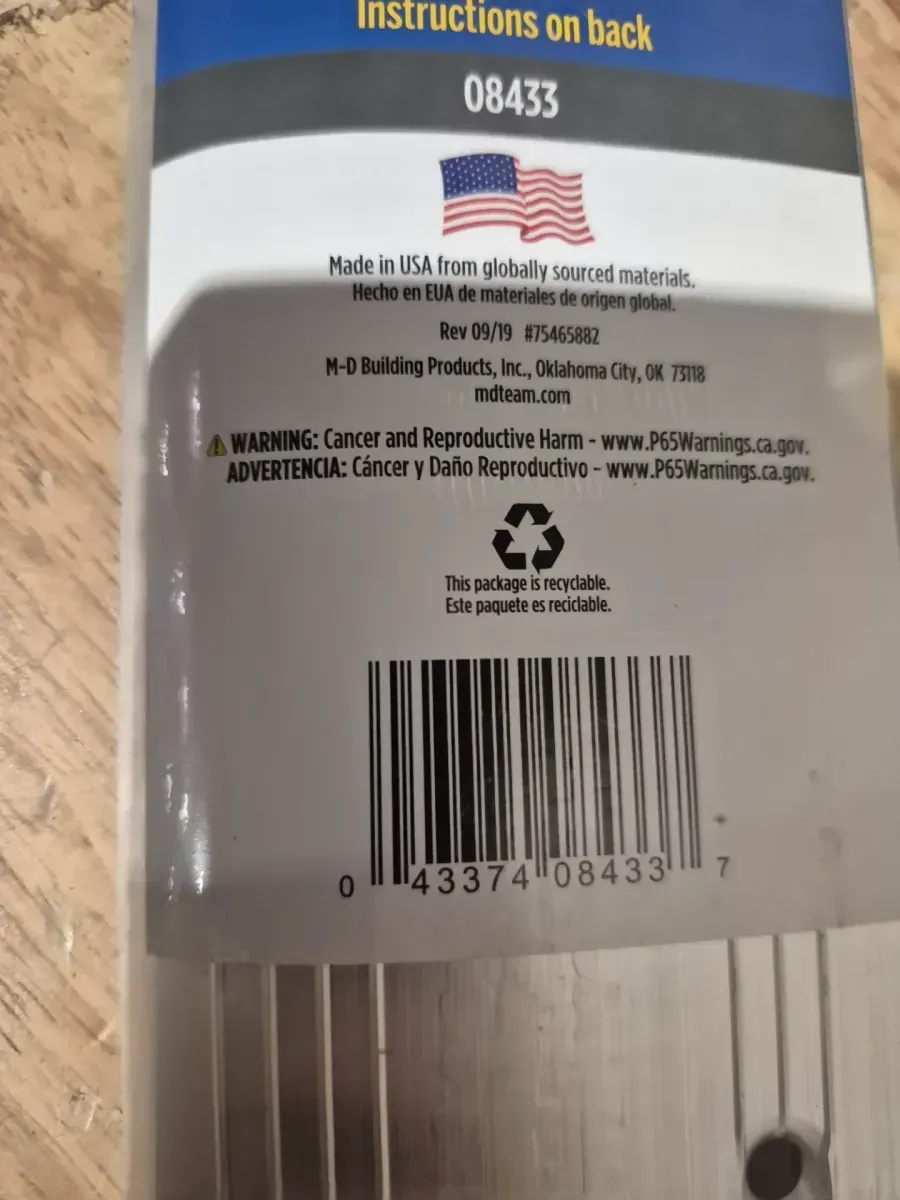 Instructions on back
08433
Made in USA from globally sourced materials.
Hecho en EUA de materiales de origen global.
Rev 09/19 #75465882
M-D Building Products, Inc., Oklahoma City, OK 73118
mdteam.com
WARNING: Cancer and Reproductive Harm - www.P65Warnings.ca.gov.
ADVERTENCIA: Cáncer y Daño Reproductivo - www.P65Warnings.ca.gov.
This package is recyclable.
Este paquete es reciclable.
0 43374 08433 7